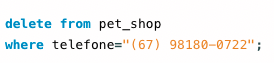 delete from pet_shop
where telefone="(67) 98180-0722";